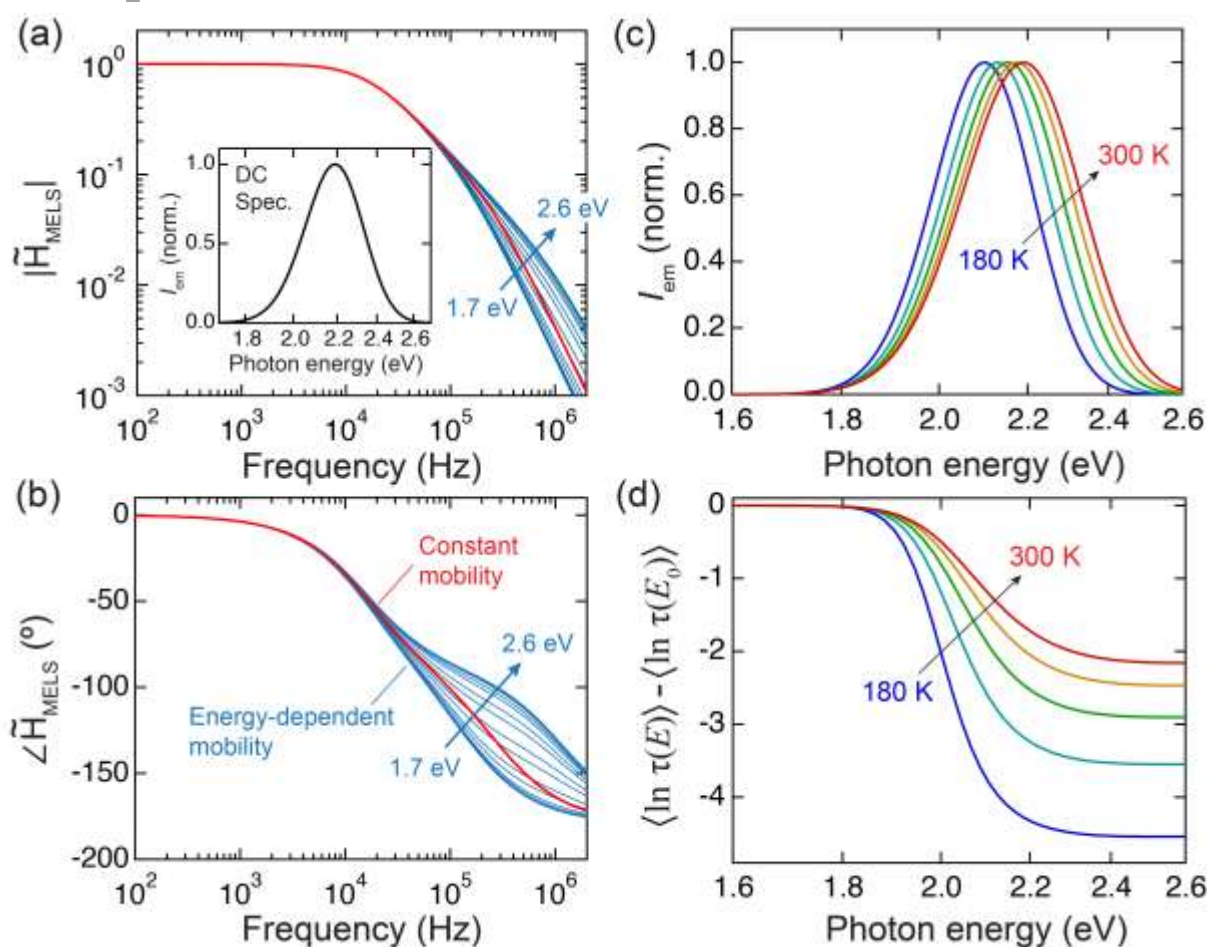 (a)
|H̃MELS|
10^0
10^-1
10^-2
10^-3
DC
Spec.
Iem (norm.)
1.0
0.5
0.0
1.8 2.0 2.2 2.4 2.6
Photon energy (eV)
2.6 eV
1.7 eV
10^2 10^3 10^4 10^5 10^6
Frequency (Hz)
(b)
∠H̃MELS (º)
0
-50
-100
-150
-200
Constant
mobility
2.6 eV
Energy-dependent
mobility
1.7 eV
10^2 10^3 10^4 10^5 10^6
Frequency (Hz)
(c)
Iem (norm.)
1.0
0.8
0.6
0.4
0.2
0.0
300 K
180 K
1.6 1.8 2.0 2.2 2.4 2.6
Photon energy (eV)
(d)
⟨ln τ(E)⟩-⟨ln τ(E0)⟩
0
-1
-2
-3
-4
300 K
180 K
1.6 1.8 2.0 2.2 2.4 2.6
Photon energy (eV)